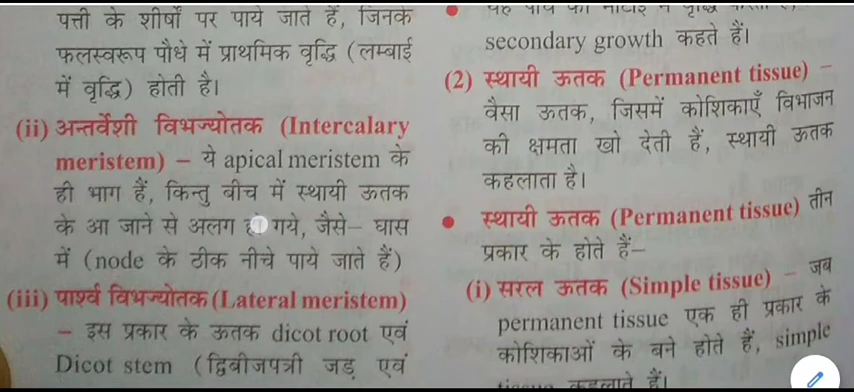 पत्ती के शीर्षों पर पाये जाते हैं, जिनके
फलस्वरूप पौधे में प्राथमिक वृद्धि (लम्बाई
में वृद्धि) होती है।
(ii) अन्तर्वेशी विभज्योतक (Intercalary
meristem) – ये apical meristem के
ही भाग हैं, किन्तु बीच में स्थायी ऊतक
के आ जाने से अलग हो गये, जैसे– घास
में (node के ठीक नीचे पाये जाते हैं)
(iii) पार्श्व विभज्योतक (Lateral meristem)
– इस प्रकार के ऊतक dicot root एवं
Dicot stem (द्विबीजपत्री जड़ एवं
secondary growth कहते हैं।
(2) स्थायी ऊतक (Permanent tissue) –
वैसा ऊतक, जिसमें कोशिकाएँ विभाजन
की क्षमता खो देती हैं, स्थायी ऊतक
कहलाता है।
● स्थायी ऊतक (Permanent tissue) तीन
प्रकार के होते हैं–
(i) सरल ऊतक (Simple tissue) – जब
permanent tissue एक ही प्रकार के
कोशिकाओं के बने होते हैं, simple
tissue कहलाते हैं।